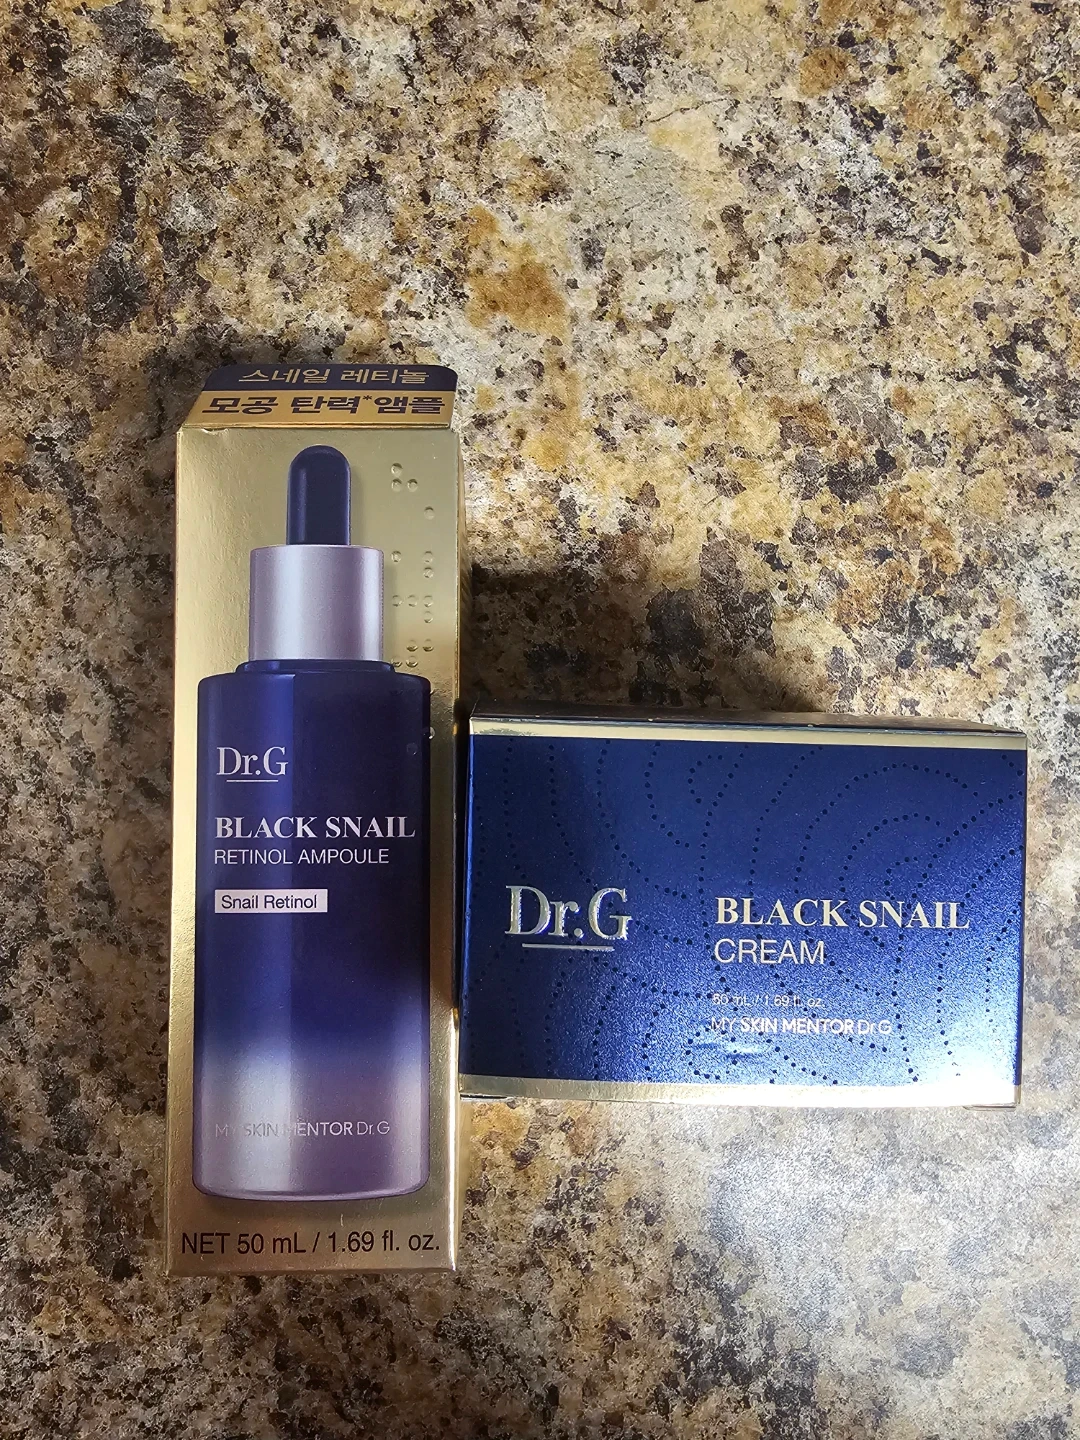 스네일 레티놀
모공 탄력*앰플
Dr.G
BLACK SNAIL
RETINOL AMPOULE
Snail Retinol
MY SKIN MENTOR Dr.G
NET 50 mL / 1.69 fl. oz.
Dr.G
BLACK SNAIL
CREAM
50 mL / 1.69 fl. oz.
MY SKIN MENTOR Dr.G